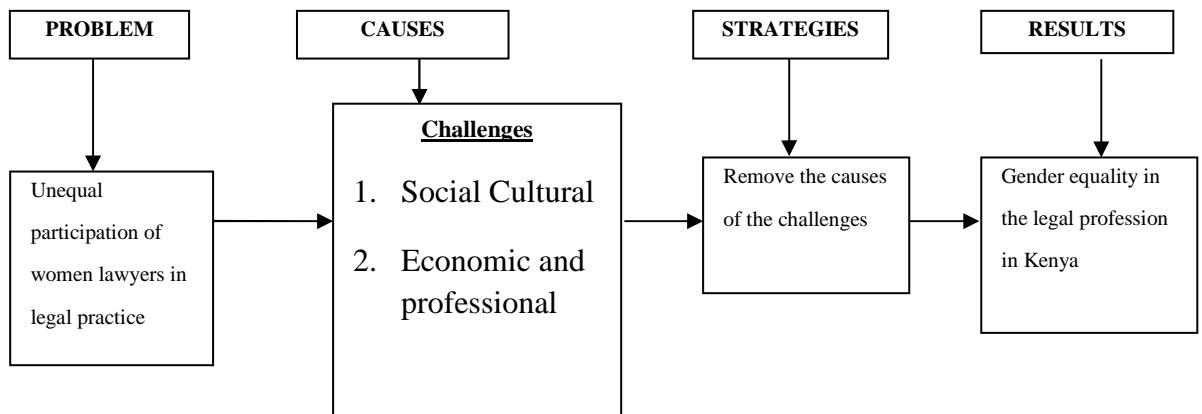 PROBLEM
CAUSES
STRATEGIES
RESULTS
Unequal
participation of
women lawyers in
legal practice
Challenges
1. Social Cultural
2. Economic and
professional
Remove the causes
of the challenges
Gender equality in
the legal profession
in Kenya